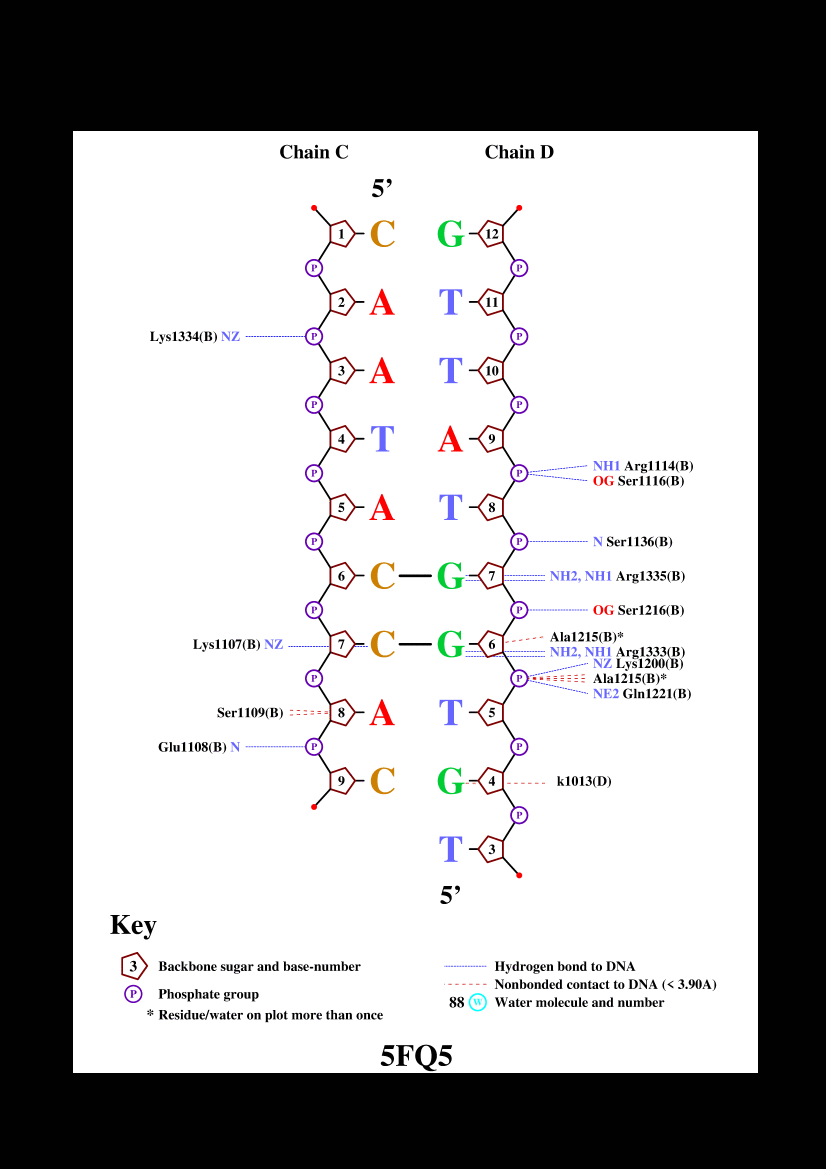 Chain C Chain D
5’
1 C G 12
P P
2 A T 11
Lys1334(B) NZ P P
3 A T 10
P P
4 T A 9
NH1 Arg1114(B)
P P
OG Ser1116(B)
5 A T 8
P P N Ser1136(B)
6 C G 7 NH2, NH1 Arg1335(B)
P P OG Ser1216(B)
Ala1215(B)*
Lys1107(B) NZ 7 C G 6
NH2, NH1 Arg1333(B)
NZ Lys1200(B)
P P Ala1215(B)*
NE2 Gln1221(B)
Ser1109(B) 8 A T 5
Glu1108(B) N P P
9 C G 4 k1013(D)
P
T 3
5’
Key
3 Backbone sugar and base-number
P Phosphate group
* Residue/water on plot more than once
Hydrogen bond to DNA
Nonbonded contact to DNA (< 3.90A)
88 W Water molecule and number
5FQ5